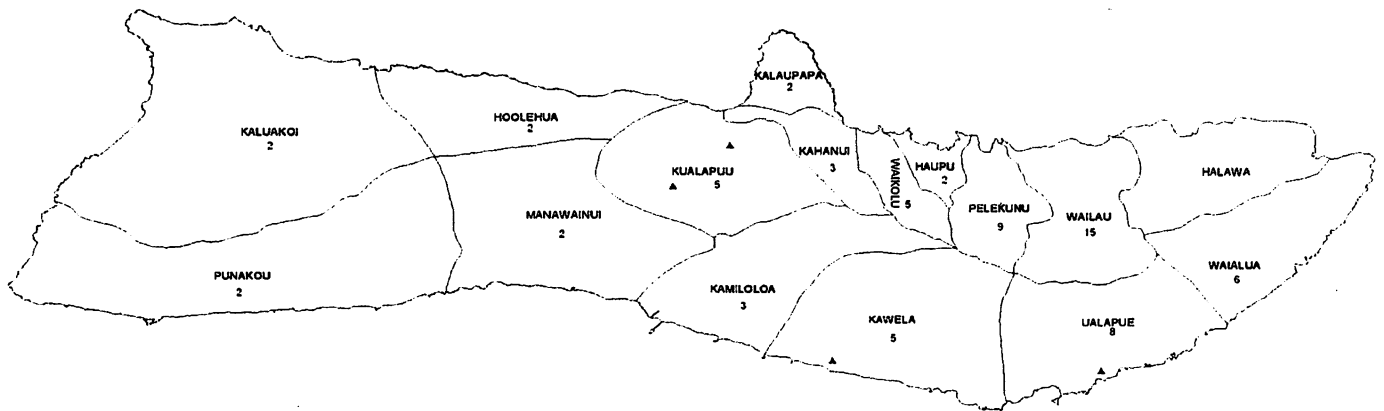 KALAUPAPA
2
KALUAKOI
2
HOOLEHUA
2
KUALAPUU
5
KAHANUI
3
WAIKOLU
5
HAUPU
2
PELEKUNU
9
WAILAU
15
HALAWA
MANAWAINUI
2
PUNAKOU
2
KAMILOLOA
3
KAWELA
5
UALAPUE
8
WAIALUA
6